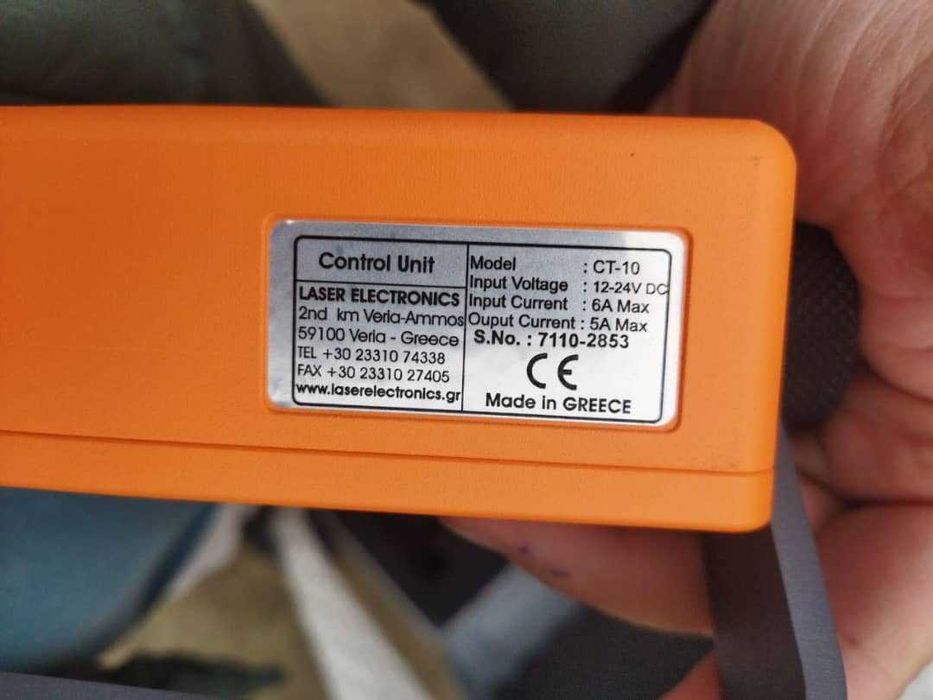 Control Unit
LASER ELECTRONICS
2nd km Veria-Ammos
59100 Veria - Greece
TEL +30 23310 74338
FAX +30 23310 27405
www.laserelectronics.gr
Model : CT-10
Input Voltage : 12-24V DC
Input Current : 6A Max
Ouput Current : 5A Max
S.No. : 7110-2853
CE
Made in GREECE